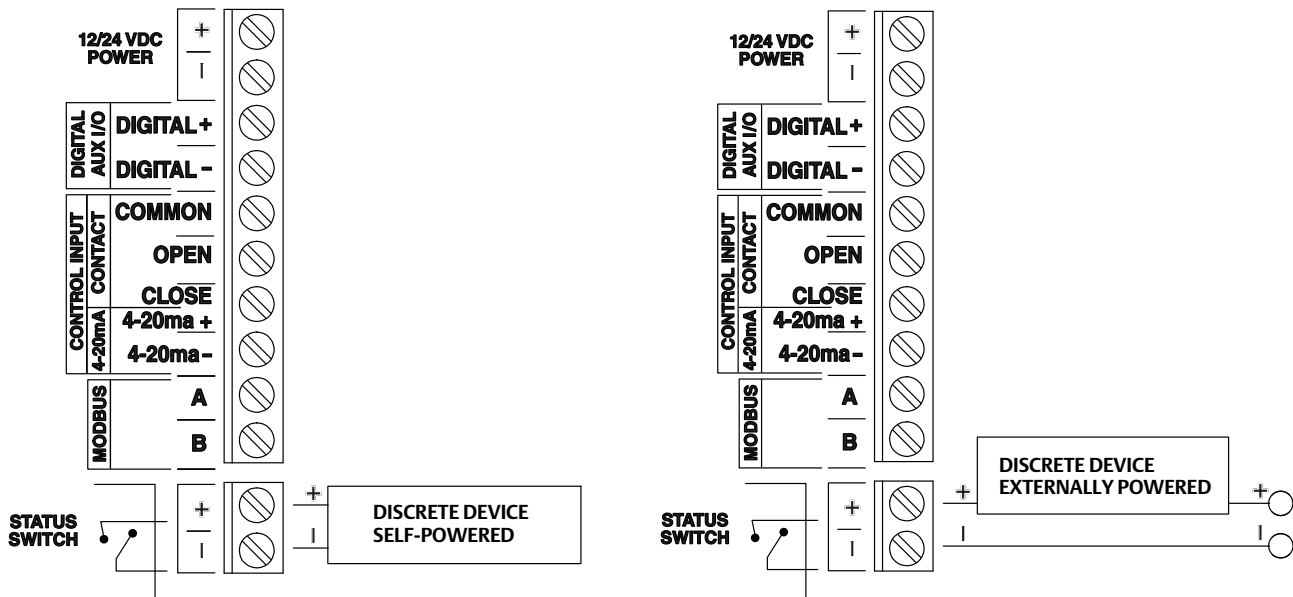 12/24 VDC
POWER
+
I
DIGITAL
AUX I/O
DIGITAL +
DIGITAL -
CONTROL INPUT
CONTACT
COMMON
OPEN
CLOSE
4-20mA
4-20ma +
4-20ma -
MODBUS
A
B
STATUS
SWITCH
+
I
+
I
DISCRETE DEVICE
SELF-POWERED
12/24 VDC
POWER
+
I
DIGITAL
AUX I/O
DIGITAL +
DIGITAL -
CONTROL INPUT
CONTACT
COMMON
OPEN
CLOSE
4-20mA
4-20ma +
4-20ma -
MODBUS
A
B
STATUS
SWITCH
+
I
+
I
DISCRETE DEVICE
EXTERNALLY POWERED
+
I